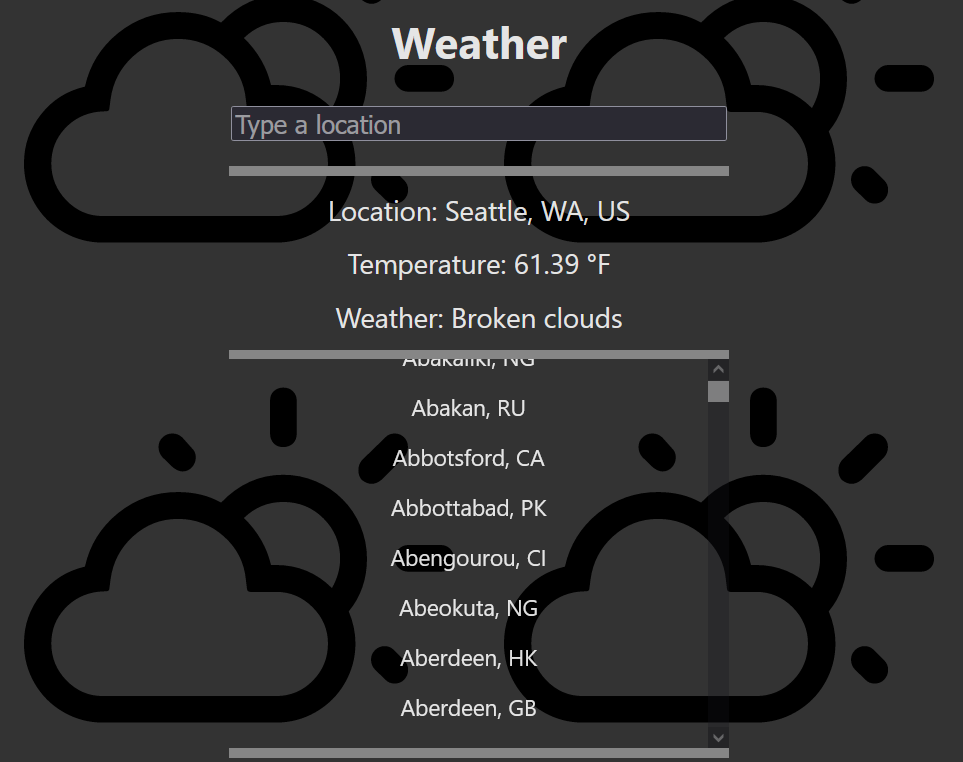 Weather
Type a location
Location: Seattle, WA, US
Temperature: 61.39 °F
Weather: Broken clouds
Abakaliki, NG
Abakan, RU
Abbotsford, CA
Abbottabad, PK
Abengourou, CI
Abeokuta, NG
Aberdeen, HK
Aberdeen, GB